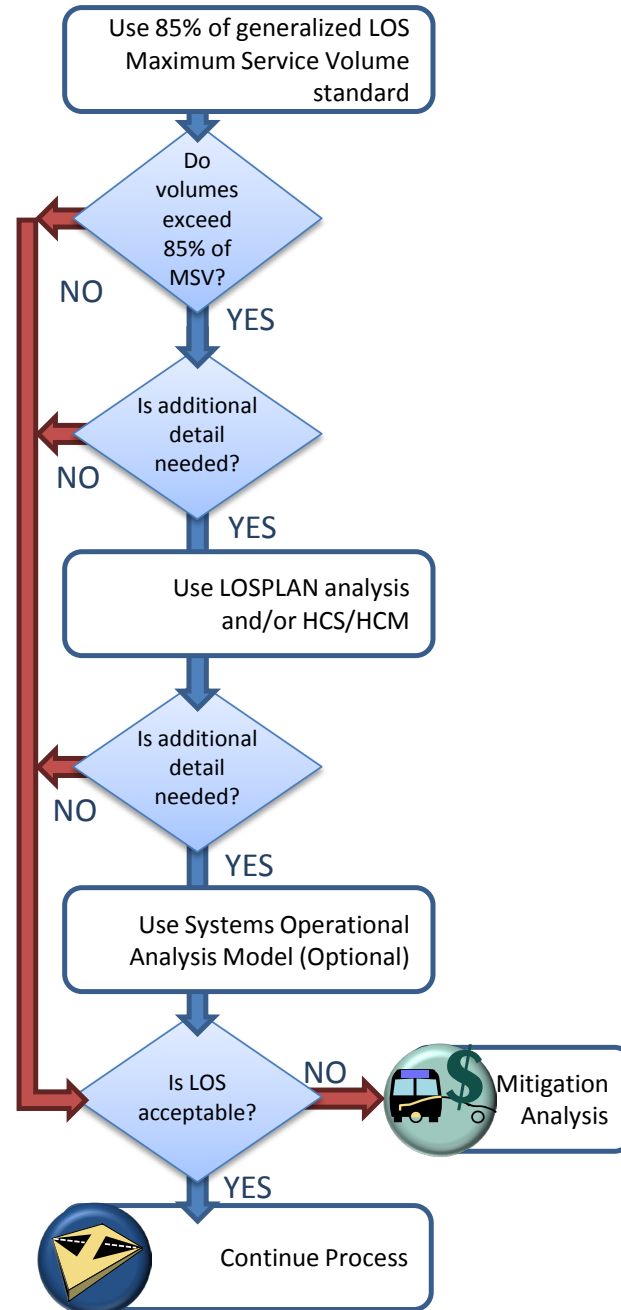 Use 85% of generalized LOS
Maximum Service Volume
standard
Do
volumes
exceed
85% of
MSV?
NO
YES
Is additional
detail
needed?
NO
YES
Use LOSPLAN analysis
and/or HCS/HCM
Is additional
detail
needed?
NO
YES
Use Systems Operational
Analysis Model (Optional)
Is LOS
acceptable?
NO
$
Mitigation
Analysis
YES
Continue Process